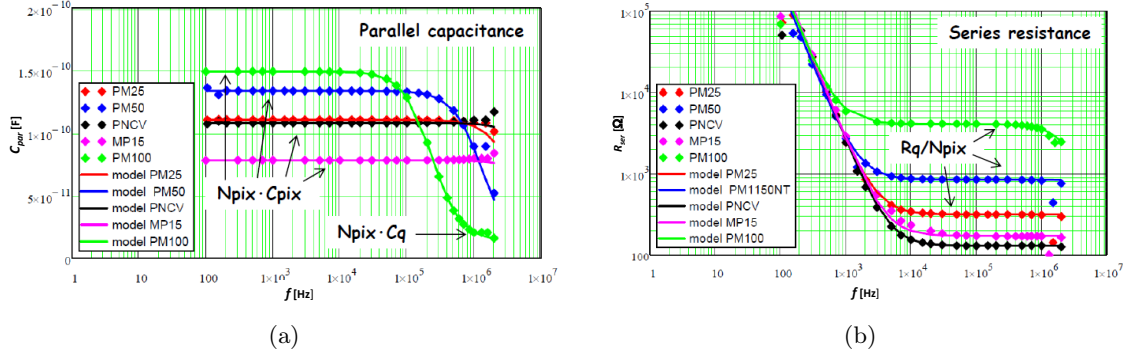 Parallel capacitance
1.5×10⁻¹⁰
1×10⁻¹⁰
5×10⁻¹¹
0
C_par [F]
PM25
PM50
PNCV
MP15
PM100
model PM25
model PM50
model PNCV
model MP15
model PM100
Npix·Cpix
Npix·Cq
1 10 100 1×10³ 1×10⁴ 1×10⁵ 1×10⁶ 1×10⁷
f [Hz]
(a)
Series resistance
1×10⁵
1×10⁴
1×10³
100
R_ser [Ω]
PM25
PM50
PNCV
MP15
PM100
model PM25
model PM1150NT
model PNCV
model MP15
model PM100
Rq/Npix
1 10 100 1×10³ 1×10⁴ 1×10⁵ 1×10⁶ 1×10⁷
f [Hz]
(b)